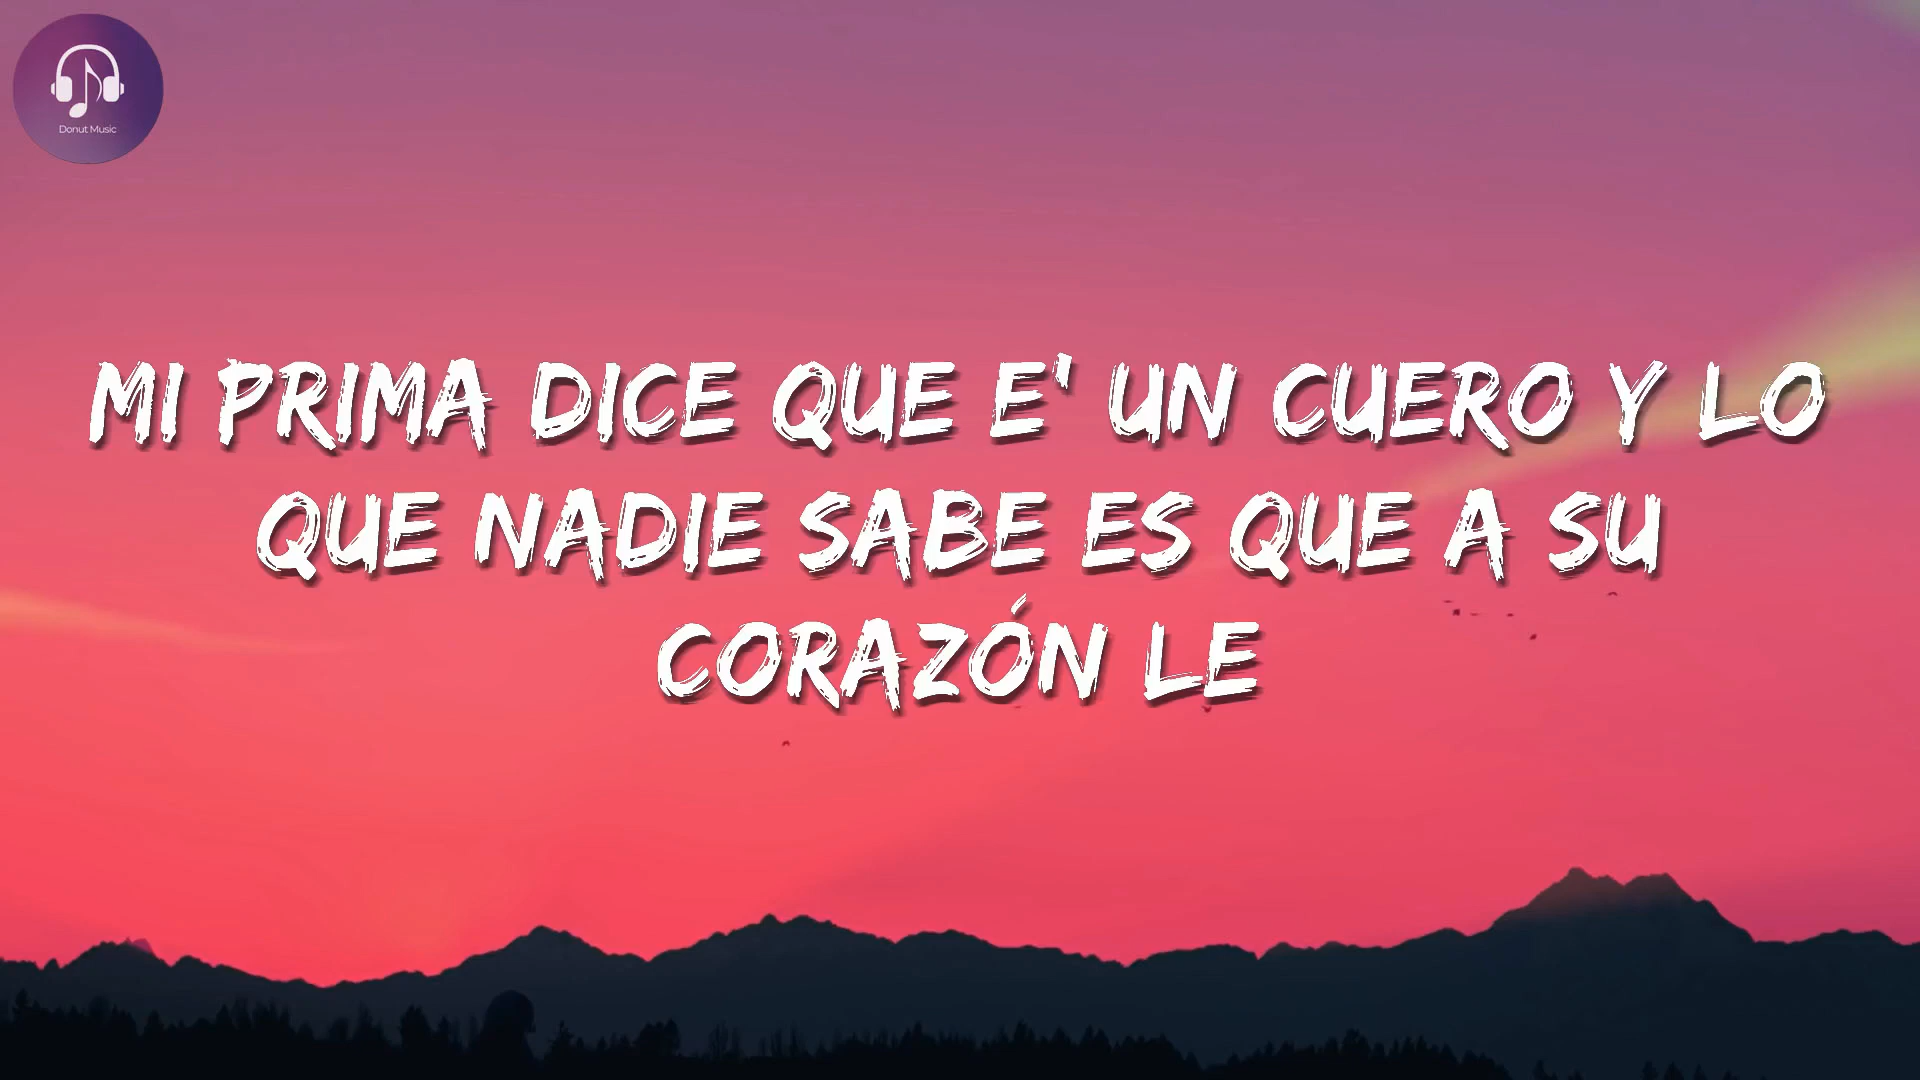 Donut Music
MI PRIMA DICE QUE E' UN CUERO Y LO
QUE NADIE SABE ES QUE A SU
CORAZÓN LE